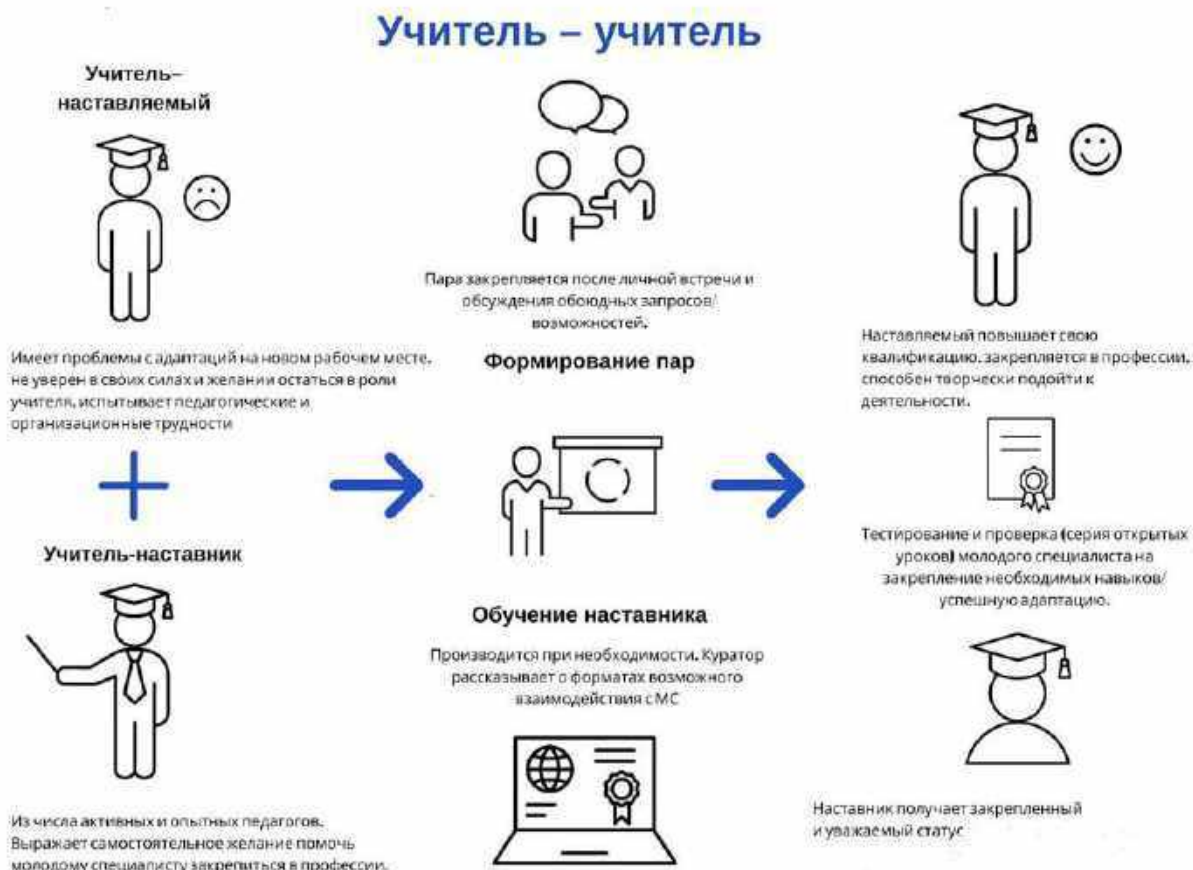 Учитель – учитель
Учитель–
наставляемый
Имеет проблемы с адаптаций на новом рабочем месте,
не уверен в своих силах и желании остаться в роли
учителя, испытывает педагогические и
организационные трудности
Учитель-наставник
Из числа активных и опытных педагогов.
Выражает самостоятельное желание помочь
молодому специалисту закрепиться в профессии.
Пара закрепляется после личной встречи и
обсуждения обоюдных запросов/
возможностей.
Формирование пар
Обучение наставника
Производится при необходимости. Куратор
рассказывает о форматах возможного
взаимодействия с МС
Наставляемый повышает свою
квалификацию, закрепляется в профессии,
способен творчески подойти к
деятельности.
Тестирование и проверка (серия открытых
уроков) молодого специалиста на
закрепление необходимых навыков/
успешную адаптацию.
Наставник получает закрепленный
и уважаемый статус